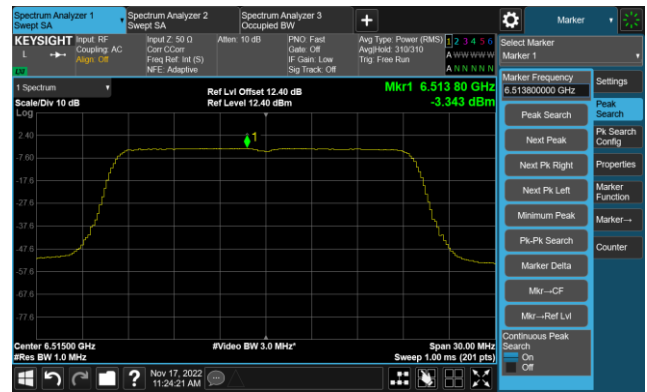 Spectrum Analyzer 1
Swept SA
Spectrum Analyzer 2
Swept SA
Spectrum Analyzer 3
Occupied BW
Marker
KEYSIGHT
L
Input: RF
Coupling: AC
Align: Off
Input Z: 50 Ω
Corr CCorr
Freq Ref: Int (S)
NFE: Adaptive
Atten: 10 dB
PNO: Fast
Gate: Off
IF Gain: Low
Sig Track: Off
Avg Type: Power (RMS)
Avg|Hold: 310/310
Trig: Free Run
1 2 3 4 5 6
A W W W W W
A N N N N N
Select Marker
Marker 1
1 Spectrum
Scale/Div 10 dB
Log
Ref Lvl Offset 12.40 dB
Ref Level 12.40 dBm
Mkr1 6.513 80 GHz
-3.343 dBm
1
2.40
-7.60
-17.6
-27.6
-37.6
-47.6
-57.6
-67.6
-77.6
Center 6.51500 GHz
#Res BW 1.0 MHz
#Video BW 3.0 MHz*
Span 30.00 MHz
Sweep 1.00 ms (201 pts)
Marker Frequency
6.513800000 GHz
Peak Search
Next Peak
Next Pk Right
Next Pk Left
Minimum Peak
Pk-Pk Search
Marker Delta
Mkr→CF
Mkr→Ref Lvl
Continuous Peak
Search
On
Off
Settings
Peak
Search
Pk Search
Config
Properties
Marker
Function
Marker→
Counter
?
Nov 17, 2022
11:24:21 AM